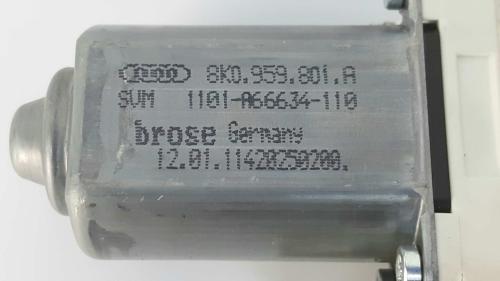 8K0.959.801.A
SVM 1101-A66634-110
brose Germany
12.01.11420250200.